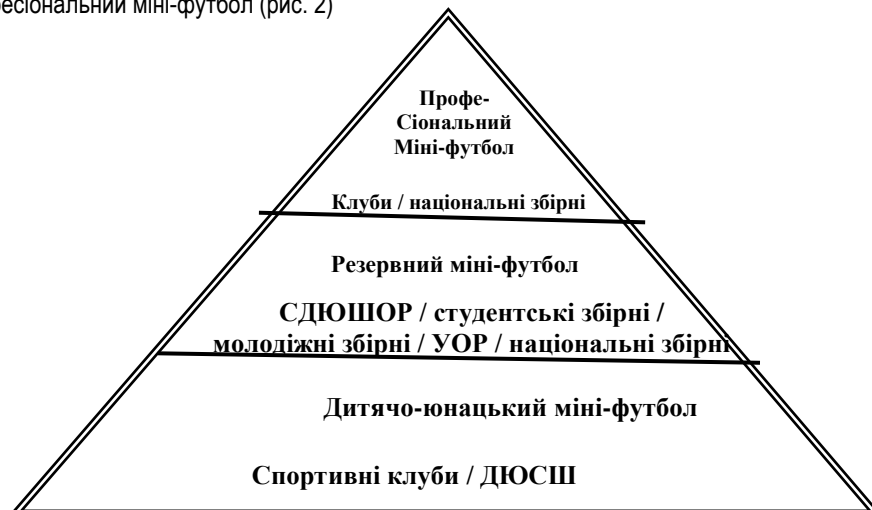 есіональний міні-футбол (рис. 2)
Профе-
Сіональний
Міні-футбол
Клуби / національні збірні
Резервний міні-футбол
СДЮШОР / студентські збірні /
молодіжні збірні / УОР / національні збірні
Дитячо-юнацький міні-футбол
Спортивні клуби / ДЮСШ